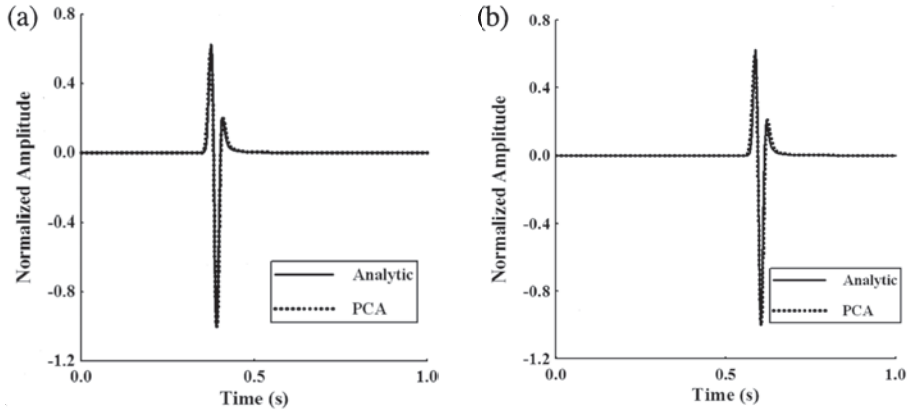 (a)
0.8
0.4
0.0
-0.4
-0.8
-1.2
Normalized Amplitude
Analytic
PCA
0.0 0.5 1.0
Time (s)
(b)
0.8
0.4
0.0
-0.4
-0.8
-1.2
Normalized Amplitude
Analytic
PCA
0.0 0.5 1.0
Time (s)